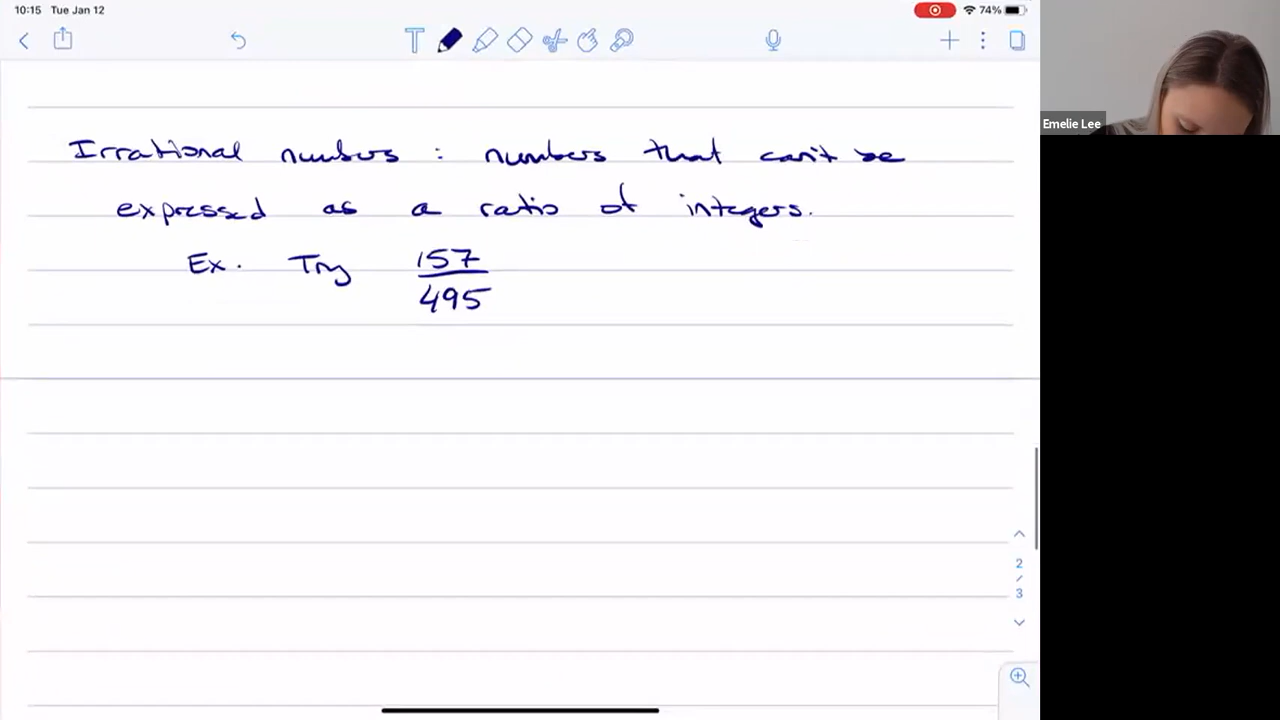 10:15 Tue Jan 12
74%
T
Emelie Lee
Irrational numbers : numbers that can't be
expressed as a ratio of integers.
Ex. Try 157
495
2
/
3